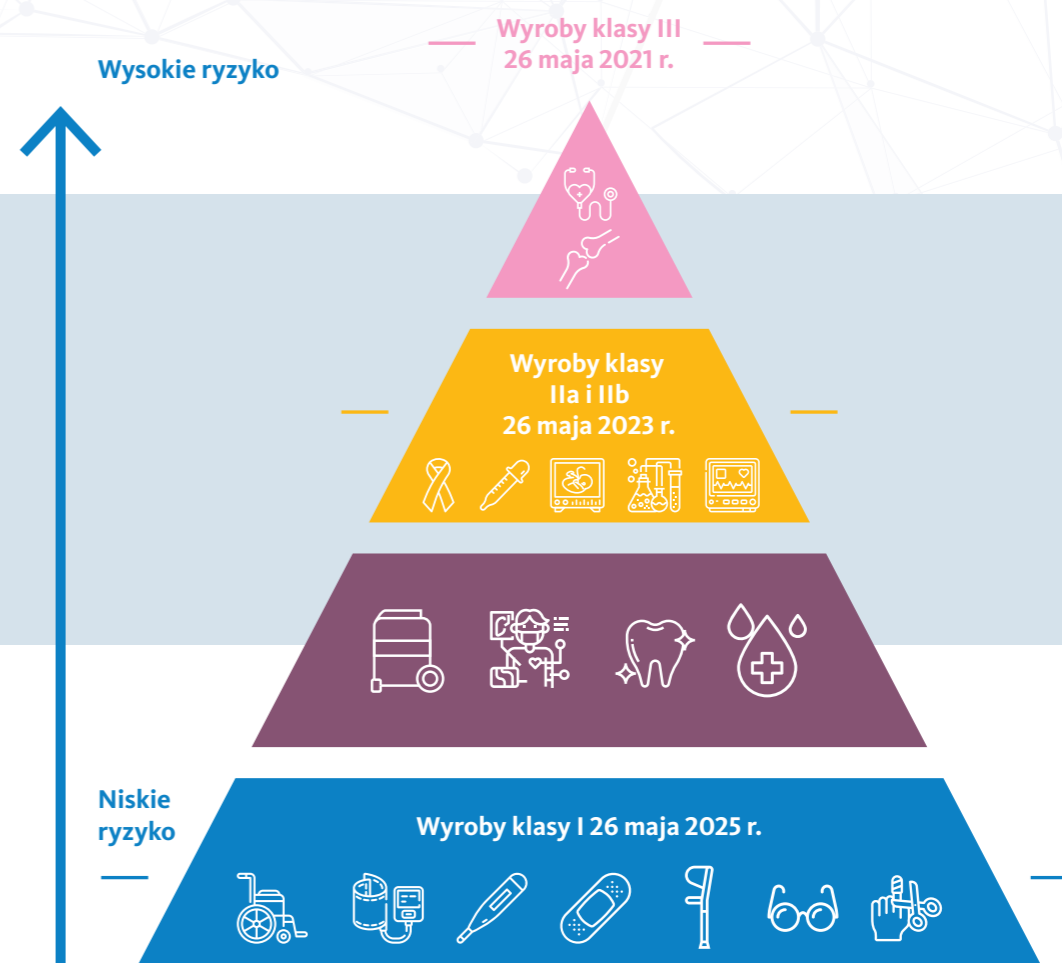 Wyroby klasy III
26 maja 2021 r.
Wysokie ryzyko
Wyroby klasy
IIa i IIb
26 maja 2023 r.
Niskie
ryzyko
Wyroby klasy I 26 maja 2025 r.